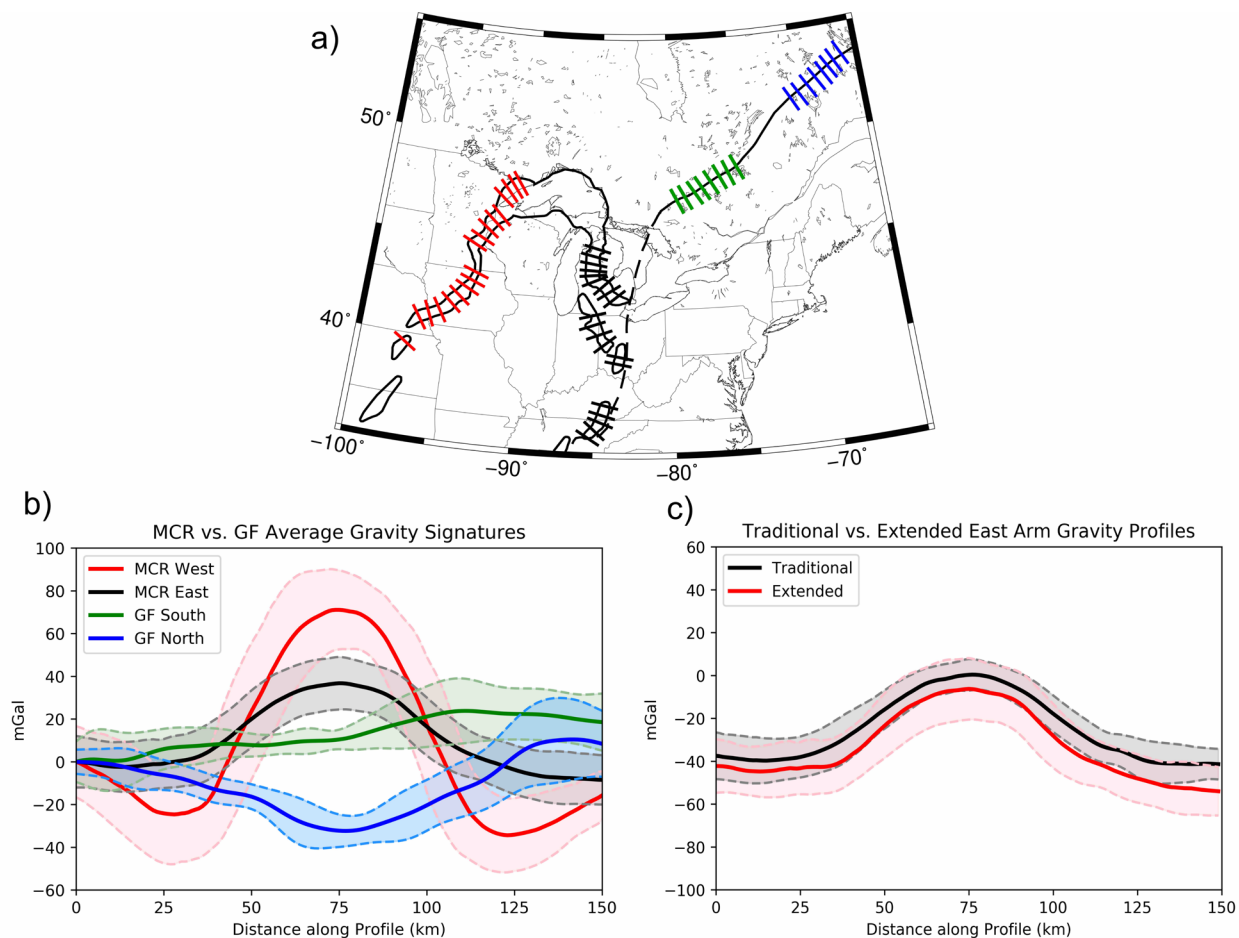 a)
50°
40°
−100°
−90°
−80°
−70°
b)
MCR vs. GF Average Gravity Signatures
100
80
60
40
20
0
−20
−40
−60
mGal
MCR West
MCR East
GF South
GF North
0
25
50
75
100
125
150
Distance along Profile (km)
c)
Traditional vs. Extended East Arm Gravity Profiles
60
40
20
0
−20
−40
−60
−80
−100
mGal
Traditional
Extended
0
25
50
75
100
125
150
Distance along Profile (km)